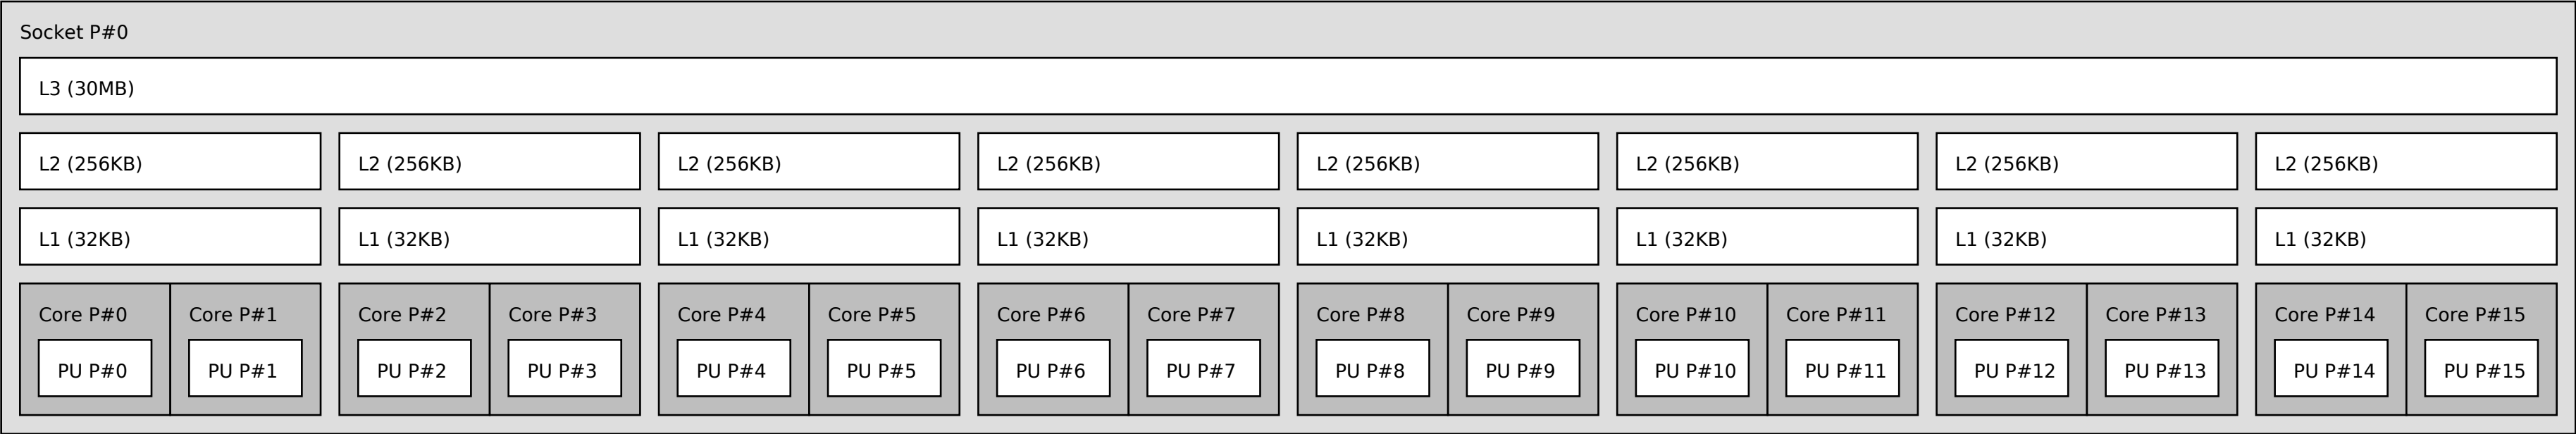 Socket P#0
L3 (30MB)
L2 (256KB) L2 (256KB) L2 (256KB) L2 (256KB) L2 (256KB) L2 (256KB) L2 (256KB) L2 (256KB)
L1 (32KB) L1 (32KB) L1 (32KB) L1 (32KB) L1 (32KB) L1 (32KB) L1 (32KB) L1 (32KB)
Core P#0 Core P#1 Core P#2 Core P#3 Core P#4 Core P#5 Core P#6 Core P#7 Core P#8 Core P#9 Core P#10 Core P#11 Core P#12 Core P#13 Core P#14 Core P#15
PU P#0 PU P#1 PU P#2 PU P#3 PU P#4 PU P#5 PU P#6 PU P#7 PU P#8 PU P#9 PU P#10 PU P#11 PU P#12 PU P#13 PU P#14 PU P#15